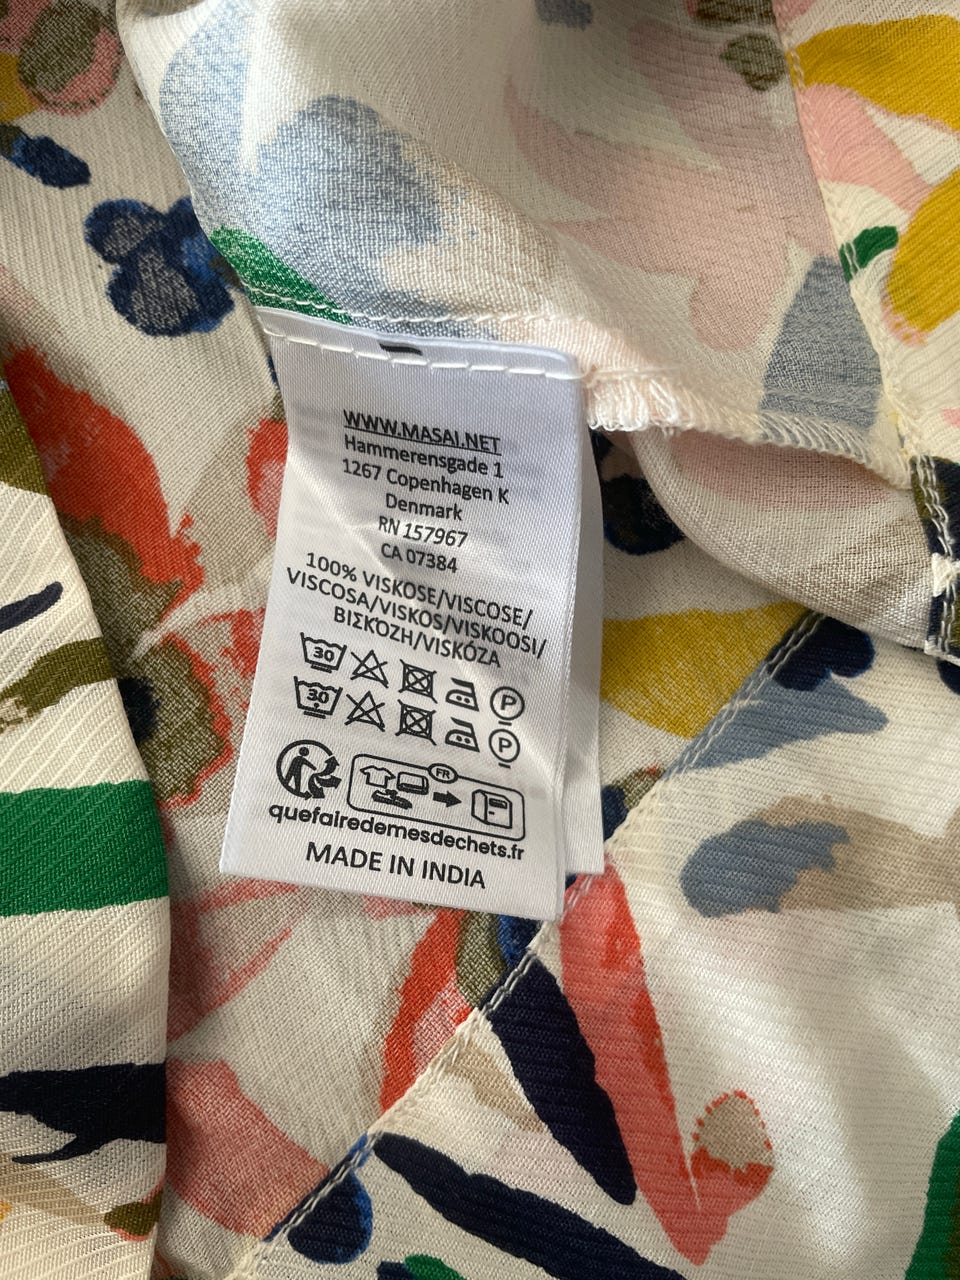 WWW.MASAI.NET
Hammerensgade 1
1267 Copenhagen K
Denmark
RN 157967
CA 07384
100% VISKOSE/VISCOSE/
VISCOSA/VISKOS/VISKOOSI/
ΒΙΣΚΌΖΗ/VISKÓZA
30 P
30 P
FR
quefairedemesdechets.fr
MADE IN INDIA